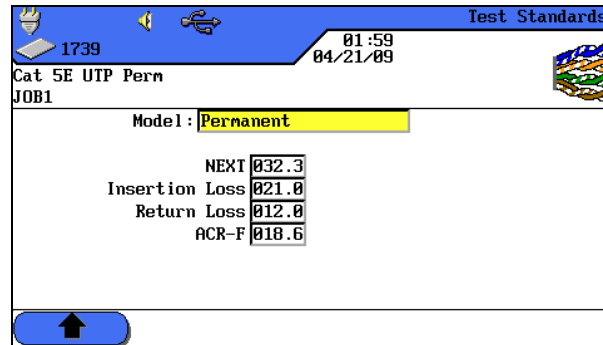 Test Standards
1739
01:59
04/21/09
Cat 5E UTP Perm
JOB1
Model: Permanent
NEXT 032.3
Insertion Loss 021.0
Return Loss 012.0
ACR-F 018.6